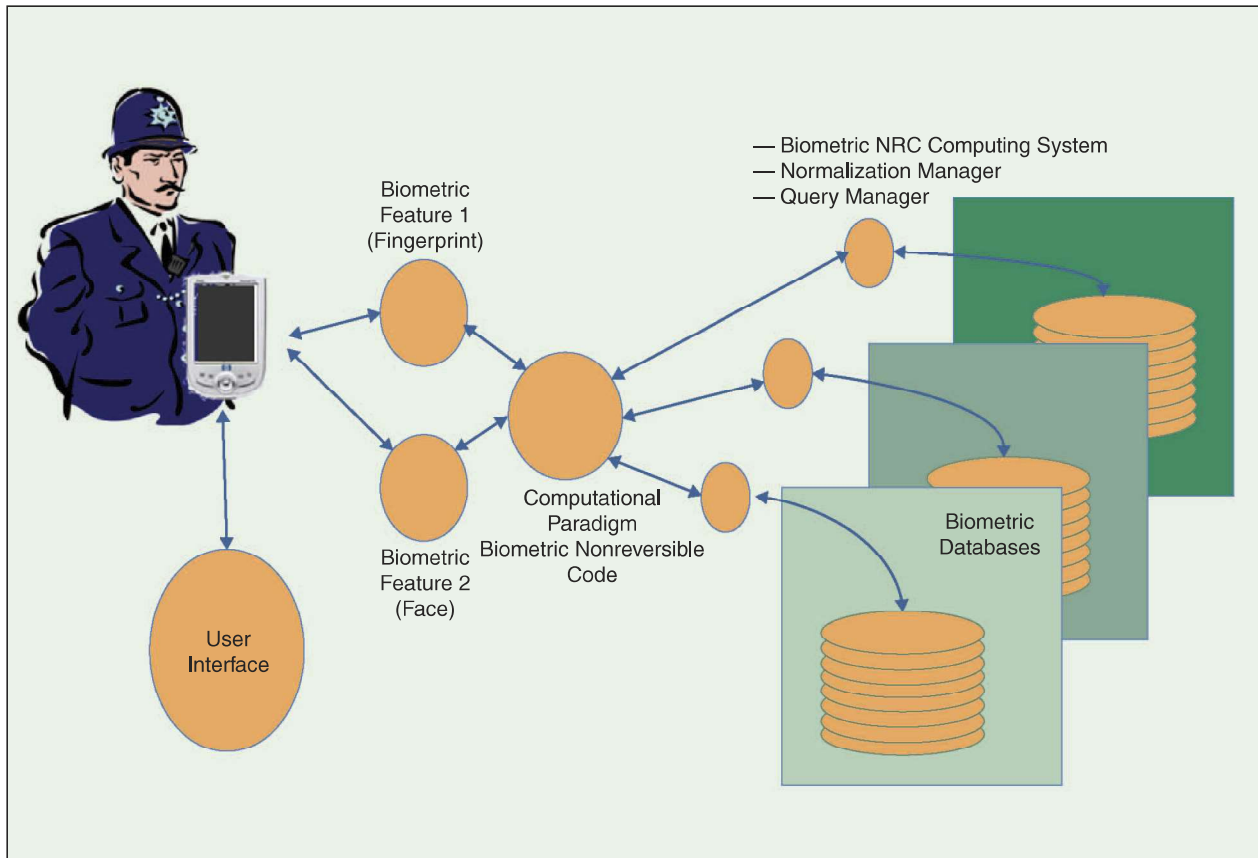 — Biometric NRC Computing System
— Normalization Manager
— Query Manager
Biometric
Feature 1
(Fingerprint)
Computational
Paradigm
Biometric Nonreversible
Code
Biometric
Databases
Biometric
Feature 2
(Face)
User
Interface